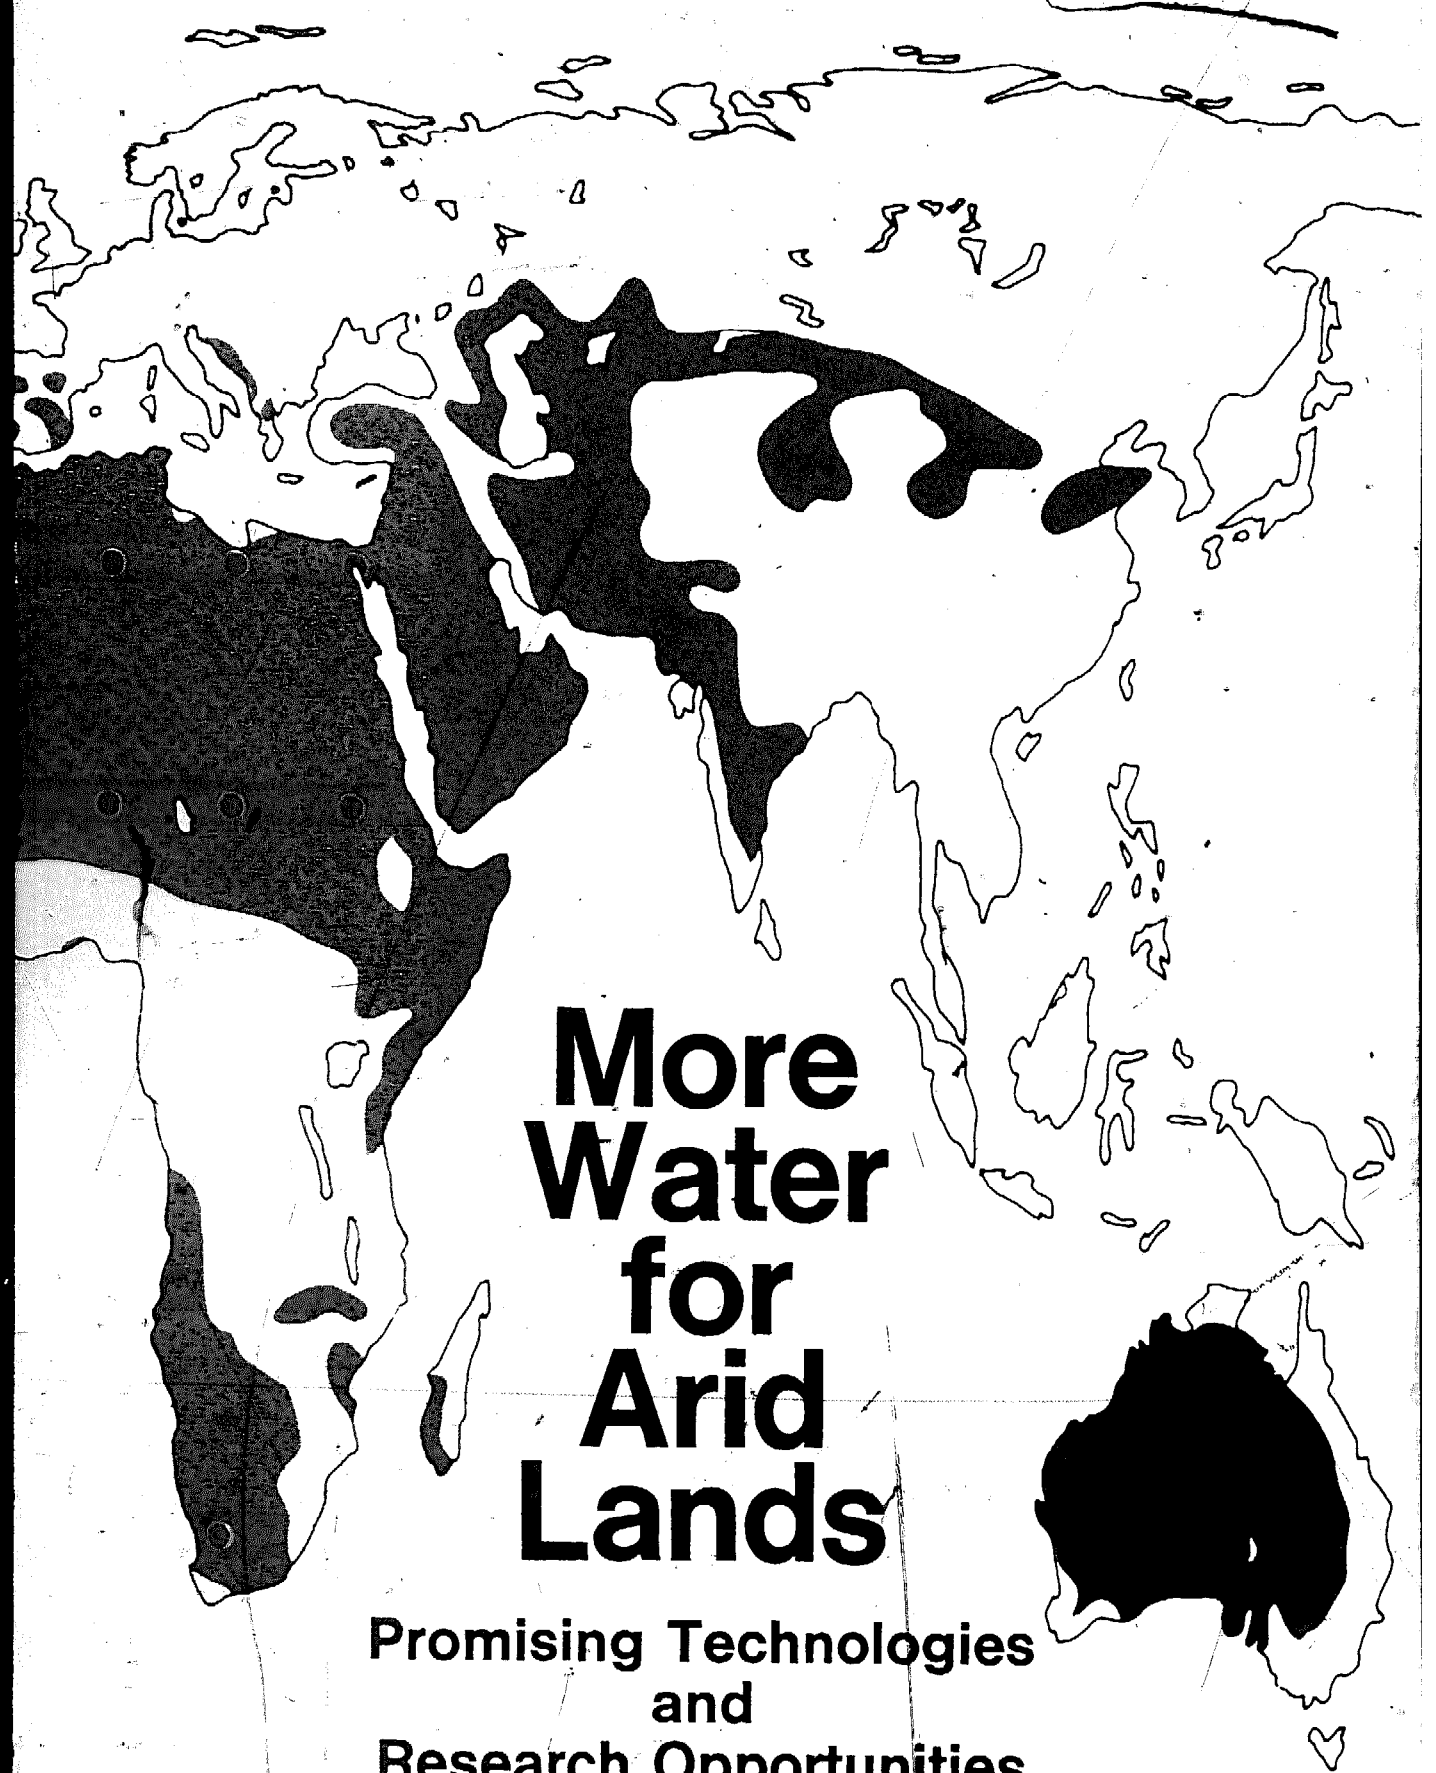 More
Water
for
Arid
Lands
Promising Technologies
and
Research Opportunities